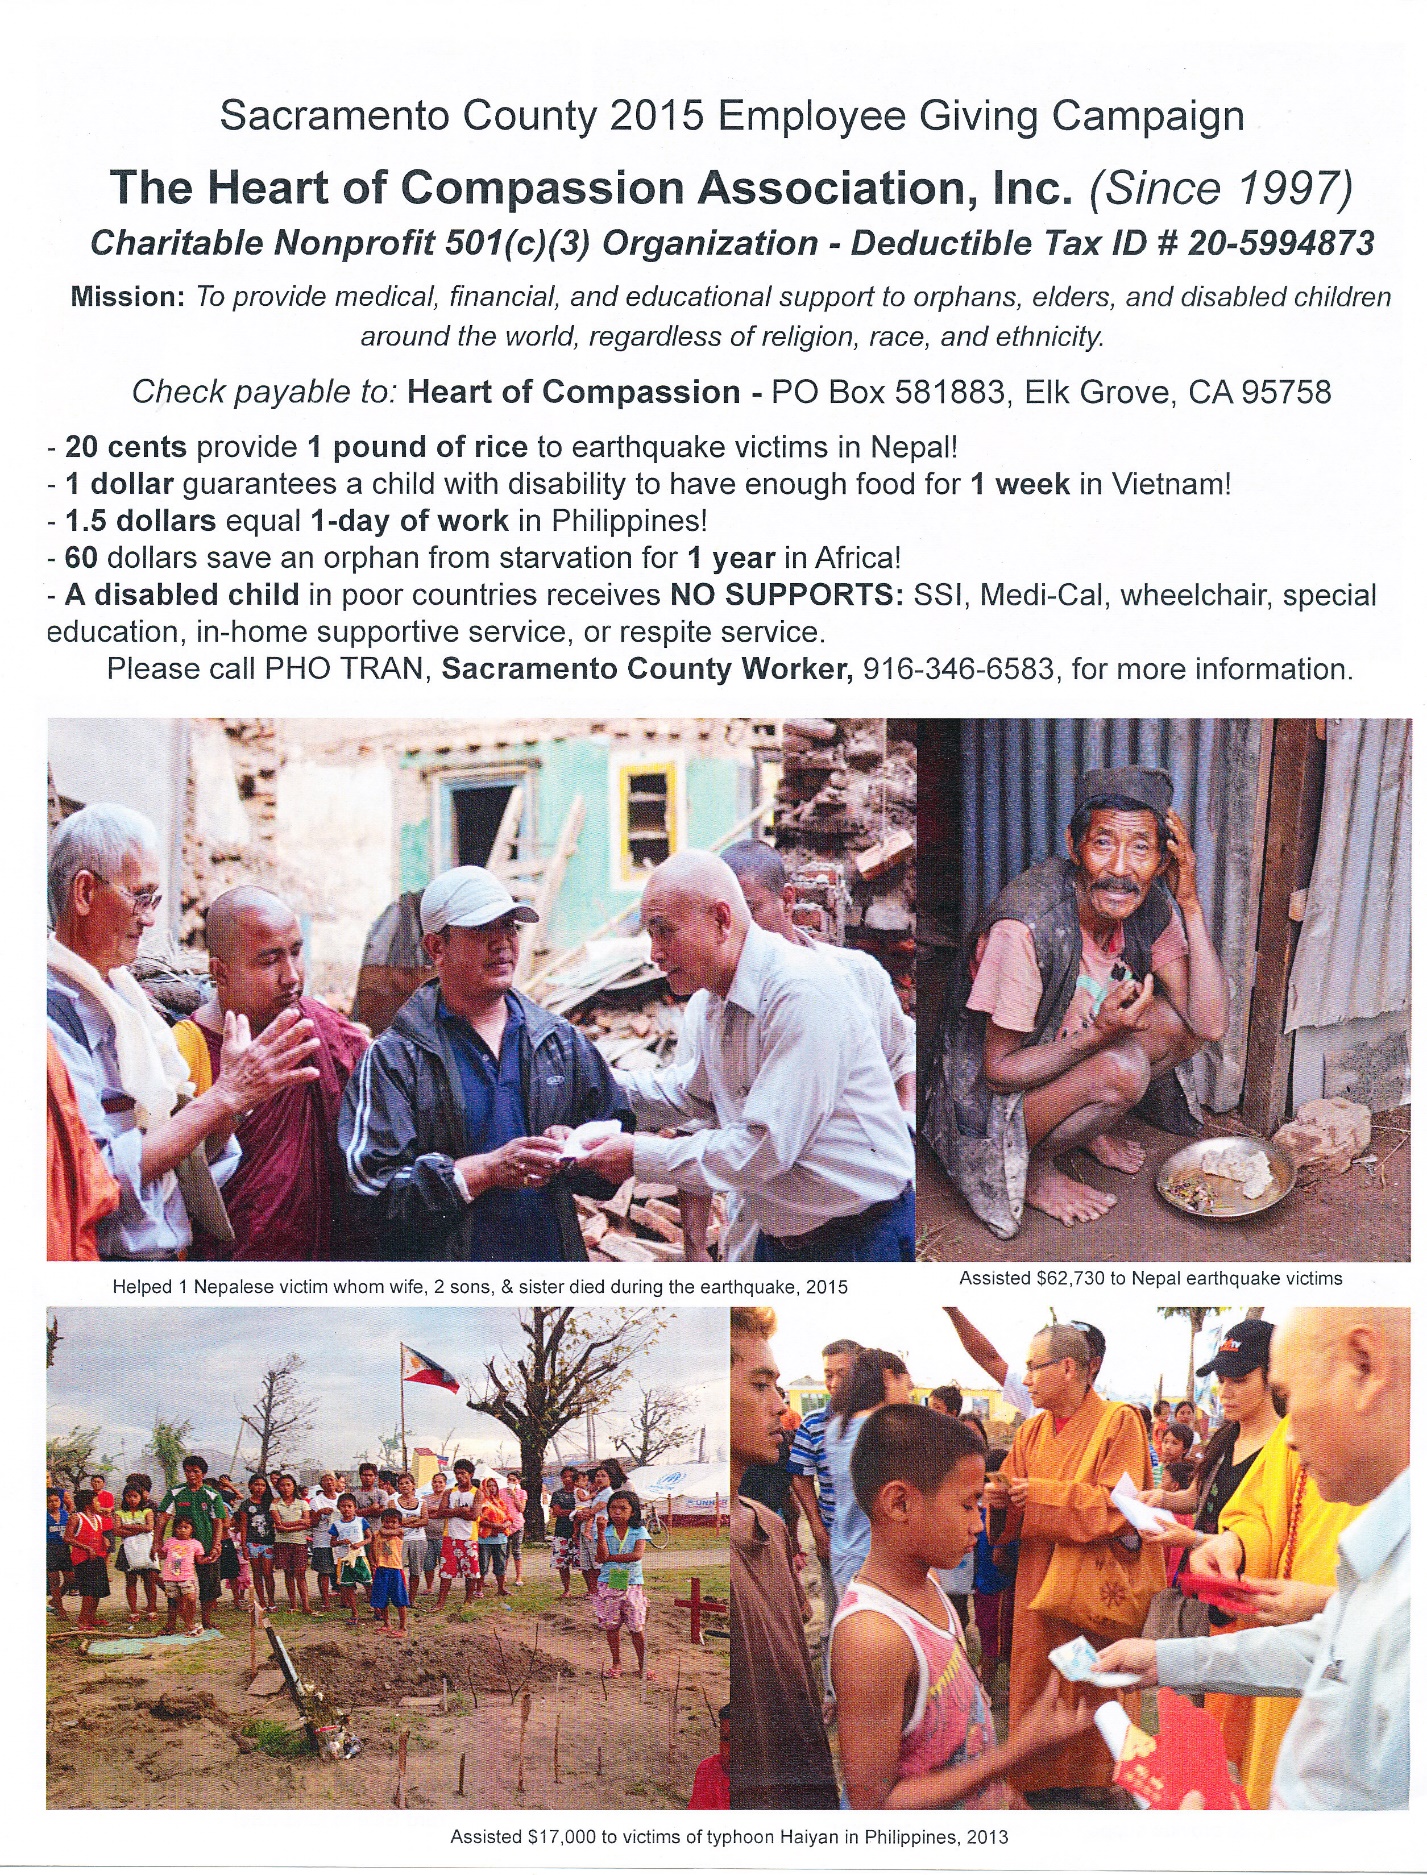 Sacramento County 2015 Employee Giving Campaign
The Heart of Compassion Association, Inc. (Since 1997)
Charitable Nonprofit 501(c)(3) Organization - Deductible Tax ID # 20-5994873
Mission: To provide medical, financial, and educational support to orphans, elders, and disabled children
around the world, regardless of religion, race, and ethnicity.
Check payable to: Heart of Compassion - PO Box 581883, Elk Grove, CA 95758
- 20 cents provide 1 pound of rice to earthquake victims in Nepal!
- 1 dollar guarantees a child with disability to have enough food for 1 week in Vietnam!
- 1.5 dollars equal 1-day of work in Philippines!
- 60 dollars save an orphan from starvation for 1 year in Africa!
- A disabled child in poor countries receives NO SUPPORTS: SSI, Medi-Cal, wheelchair, special
education, in-home supportive service, or respite service.
Please call PHO TRAN, Sacramento County Worker, 916-346-6583, for more information.
Helped 1 Nepalese victim whom wife, 2 sons, & sister died during the earthquake, 2015
Assisted $62,730 to Nepal earthquake victims
Assisted $17,000 to victims of typhoon Haiyan in Philippines, 2013